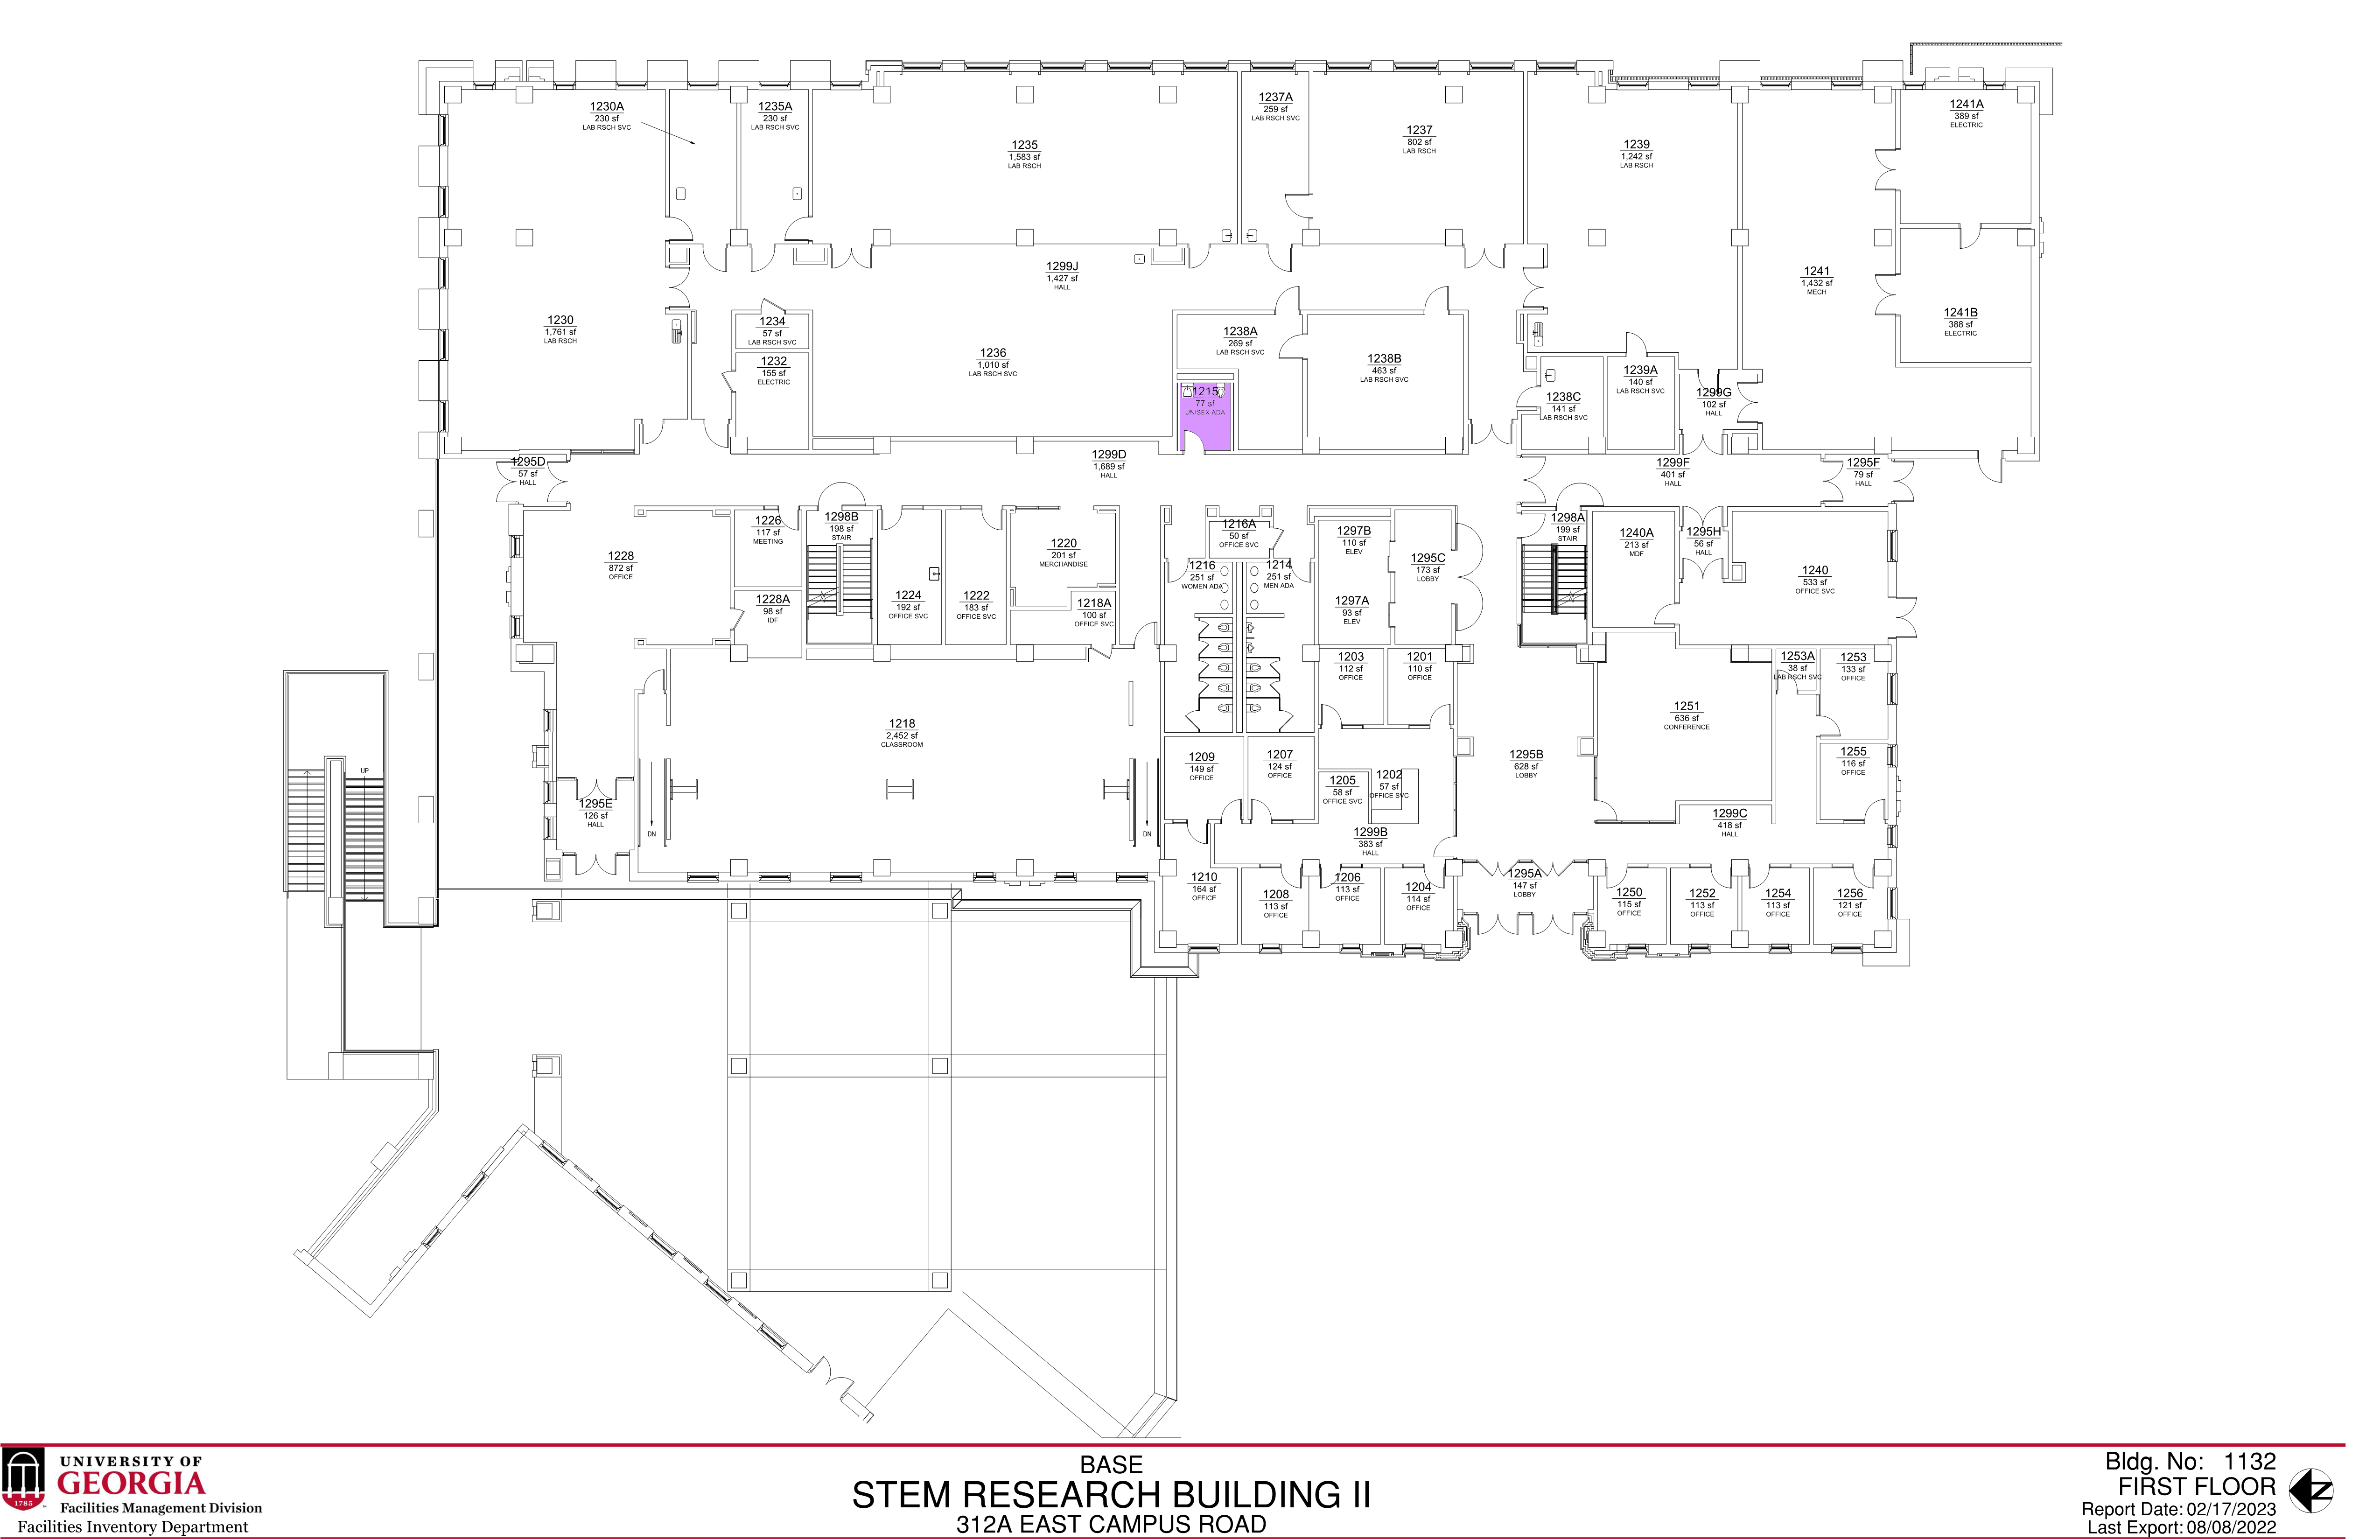 1230A
230 sf
LAB RSCH SVC
1235A
230 sf
LAB RSCH SVC
1235
1,583 sf
LAB RSCH
1237A
259 sf
LAB RSCH SVC
1237
802 sf
LAB RSCH
1239
1,242 sf
LAB RSCH
1241A
389 sf
ELECTRIC
1299J
1,427 sf
HALL
1241
1,432 sf
MECH
1241B
388 sf
ELECTRIC
1230
1,761 sf
LAB RSCH
1234
57 sf
LAB RSCH SVC
1232
155 sf
ELECTRIC
1236
1,010 sf
LAB RSCH SVC
1238A
269 sf
LAB RSCH SVC
1238B
463 sf
LAB RSCH SVC
1215
77 sf
UNISEX ADA
1238C
141 sf
LAB RSCH SVC
1239A
140 sf
LAB RSCH SVC
1299G
102 sf
HALL
1295D
57 sf
HALL
1299D
1,689 sf
HALL
1299F
401 sf
HALL
1295F
79 sf
HALL
1228
872 sf
OFFICE
1226
117 sf
MEETING
1298B
198 sf
STAIR
1228A
98 sf
IDF
1224
192 sf
OFFICE SVC
1222
183 sf
OFFICE SVC
1220
201 sf
MERCHANDISE
1218A
100 sf
OFFICE SVC
1216A
50 sf
OFFICE SVC
1216
251 sf
WOMEN ADA
1214
251 sf
MEN ADA
1297B
110 sf
ELEV
1297A
93 sf
ELEV
1295C
173 sf
LOBBY
1298A
199 sf
STAIR
1240A
213 sf
MDF
1295H
56 sf
HALL
1240
533 sf
OFFICE SVC
1203
112 sf
OFFICE
1201
110 sf
OFFICE
1253A
38 sf
LAB RSCH SVC
1253
133 sf
OFFICE
1218
2,452 sf
CLASSROOM
1251
636 sf
CONFERENCE
1209
149 sf
OFFICE
1207
124 sf
OFFICE
1205
58 sf
OFFICE SVC
1202
57 sf
OFFICE SVC
1295B
628 sf
LOBBY
1255
116 sf
OFFICE
UP
1295E
126 sf
HALL
DN
DN
1299B
383 sf
HALL
1299C
418 sf
HALL
1210
164 sf
OFFICE
1208
113 sf
OFFICE
1206
113 sf
OFFICE
1204
114 sf
OFFICE
1295A
147 sf
LOBBY
1250
115 sf
OFFICE
1252
113 sf
OFFICE
1254
113 sf
OFFICE
1256
121 sf
OFFICE
1785
UNIVERSITY OF
GEORGIA
Facilities Management Division
Facilities Inventory Department
BASE
STEM RESEARCH BUILDING II
312A EAST CAMPUS ROAD
Bldg. No: 1132
FIRST FLOOR
Report Date: 02/17/2023
Last Export: 08/08/2022
N